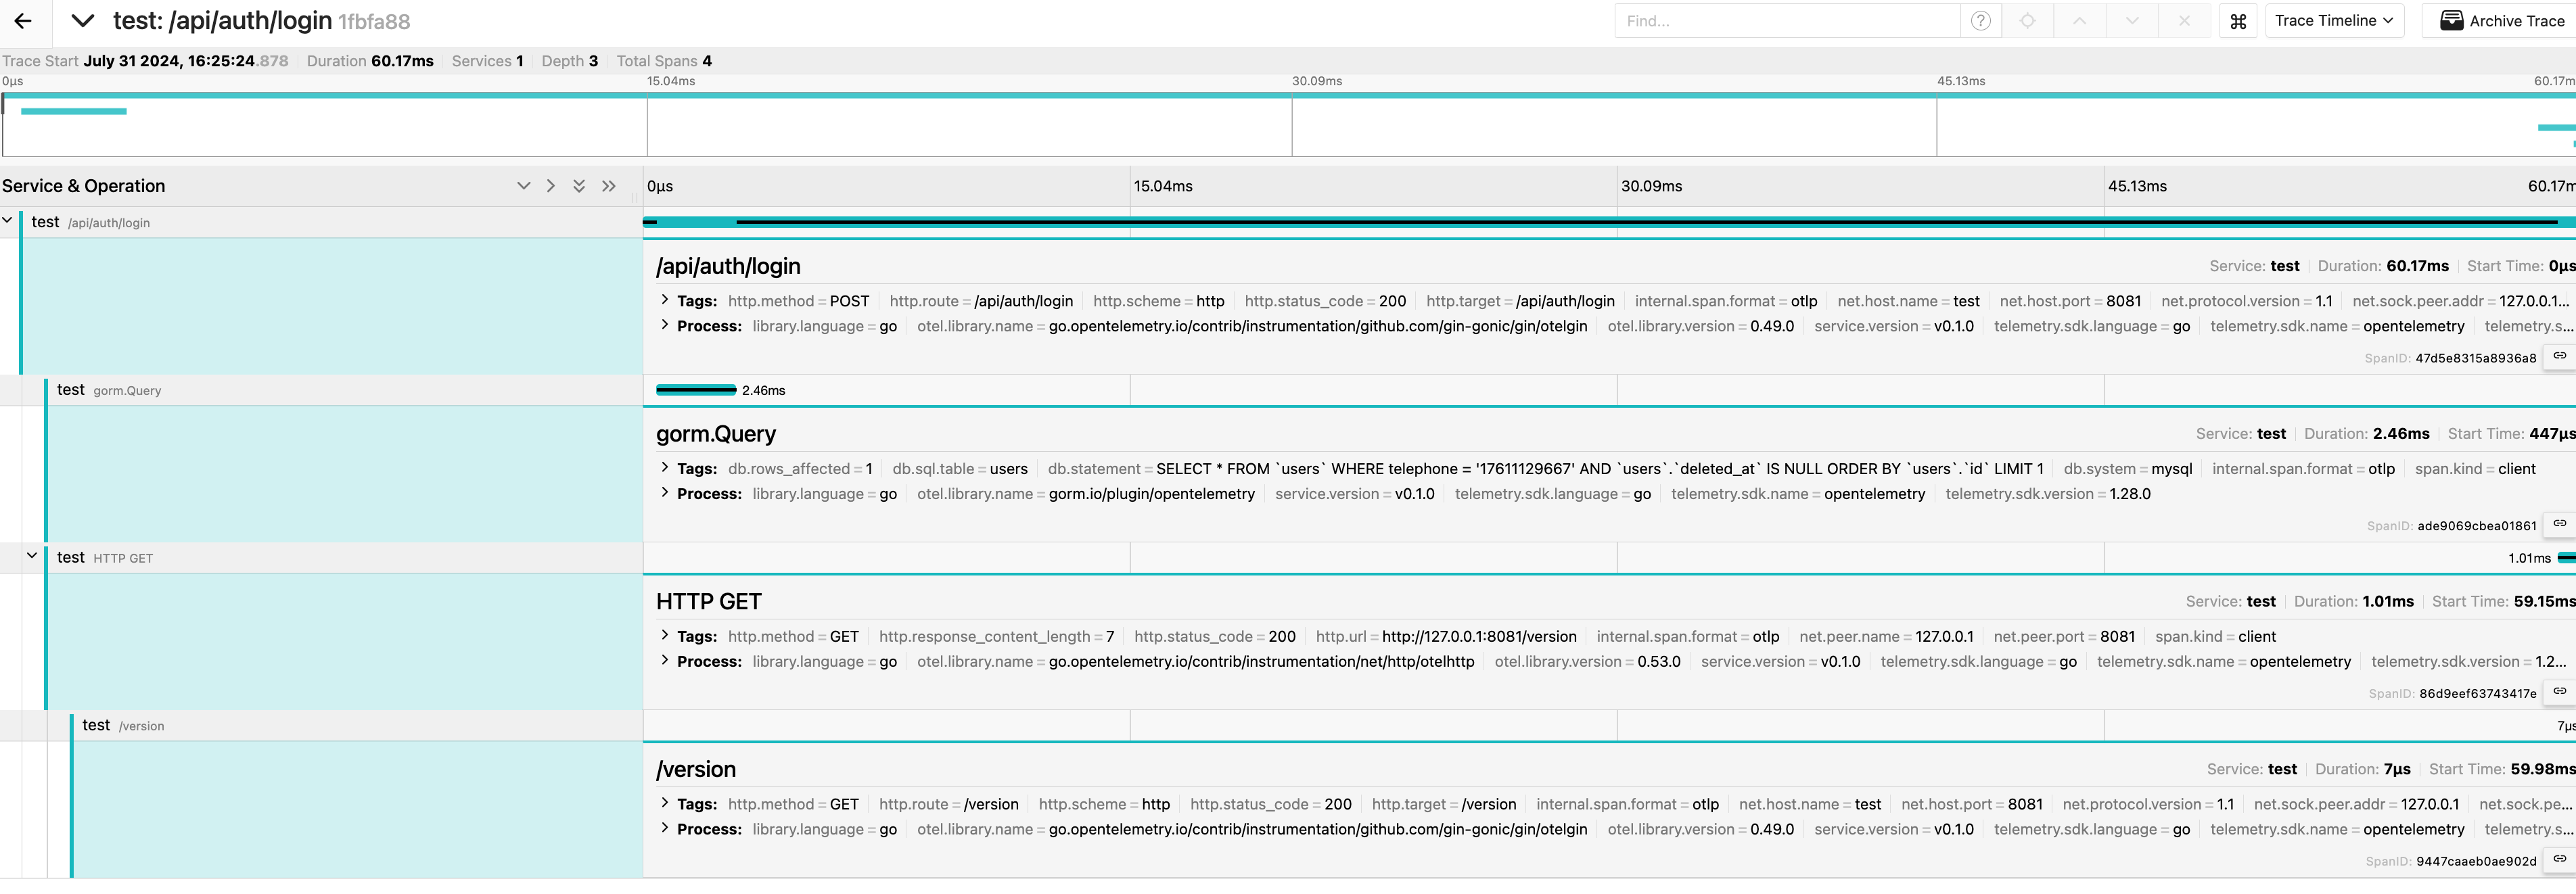 test: /api/auth/login 1fbfa88 Find... Trace Timeline Archive Trace
Trace Start July 31 2024, 16:25:24.878 Duration 60.17ms Services 1 Depth 3 Total Spans 4
0μs 15.04ms 30.09ms 45.13ms 60.17m
Service & Operation 0μs 15.04ms 30.09ms 45.13ms 60.17m
test /api/auth/login
/api/auth/login Service: test Duration: 60.17ms Start Time: 0μs
Tags: http.method = POST http.route = /api/auth/login http.scheme = http http.status_code = 200 http.target = /api/auth/login internal.span.format = otlp net.host.name = test net.host.port = 8081 net.protocol.version = 1.1 net.sock.peer.addr = 127.0.0.1...
Process: library.language = go otel.library.name = go.opentelemetry.io/contrib/instrumentation/github.com/gin-gonic/gin/otelgin otel.library.version = 0.49.0 service.version = v0.1.0 telemetry.sdk.language = go telemetry.sdk.name = opentelemetry telemetry.s...
SpanID: 47d5e8315a8936a8
test gorm.Query 2.46ms
gorm.Query Service: test Duration: 2.46ms Start Time: 447μs
Tags: db.rows_affected = 1 db.sql.table = users db.statement = SELECT * FROM `users` WHERE telephone = '17611129667' AND `users`.`deleted_at` IS NULL ORDER BY `users`.`id` LIMIT 1 db.system = mysql internal.span.format = otlp span.kind = client
Process: library.language = go otel.library.name = gorm.io/plugin/opentelemetry service.version = v0.1.0 telemetry.sdk.language = go telemetry.sdk.name = opentelemetry telemetry.sdk.version = 1.28.0
SpanID: ade9069cbea01861
test HTTP GET 1.01ms
HTTP GET Service: test Duration: 1.01ms Start Time: 59.15ms
Tags: http.method = GET http.response_content_length = 7 http.status_code = 200 http.url = http://127.0.0.1:8081/version internal.span.format = otlp net.peer.name = 127.0.0.1 net.peer.port = 8081 span.kind = client
Process: library.language = go otel.library.name = go.opentelemetry.io/contrib/instrumentation/net/http/otelhttp otel.library.version = 0.53.0 service.version = v0.1.0 telemetry.sdk.language = go telemetry.sdk.name = opentelemetry telemetry.sdk.version = 1.2...
SpanID: 86d9eef63743417e
test /version 7μs
/version Service: test Duration: 7μs Start Time: 59.98ms
Tags: http.method = GET http.route = /version http.scheme = http http.status_code = 200 http.target = /version internal.span.format = otlp net.host.name = test net.host.port = 8081 net.protocol.version = 1.1 net.sock.peer.addr = 127.0.0.1 net.sock.pe...
Process: library.language = go otel.library.name = go.opentelemetry.io/contrib/instrumentation/github.com/gin-gonic/gin/otelgin otel.library.version = 0.49.0 service.version = v0.1.0 telemetry.sdk.language = go telemetry.sdk.name = opentelemetry telemetry.s...
SpanID: 9447caaeb0ae902d